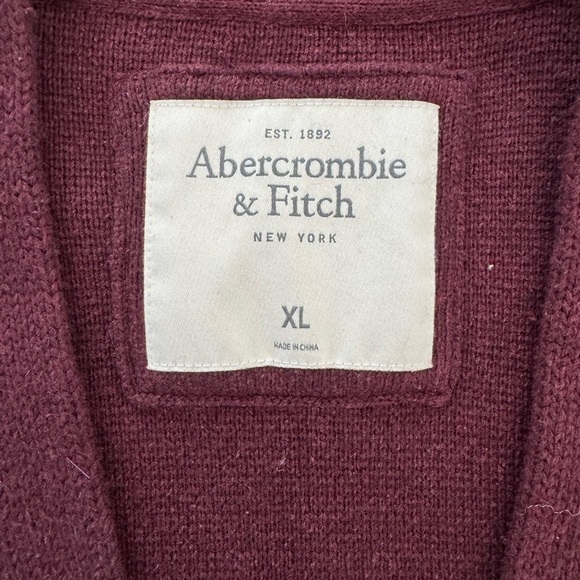 EST. 1892
Abercrombie
& Fitch
NEW YORK
XL
MADE IN CHINA